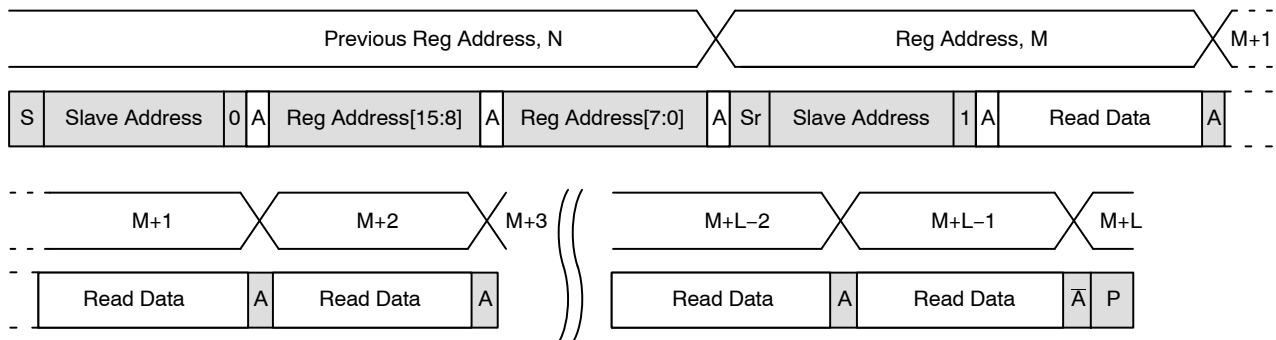 Previous Reg Address, N Reg Address, M M+1
S Slave Address 0 A Reg Address[15:8] A Reg Address[7:0] A Sr Slave Address 1 A Read Data A
M+1 M+2 M+3 M+L−2 M+L−1 M+L
Read Data A Read Data A Read Data A Read Data A̅ P